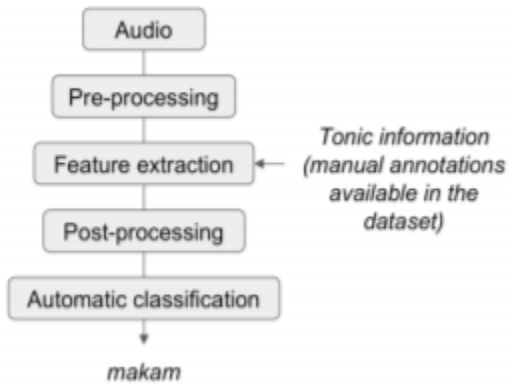 Audio
Pre-processing
Feature extraction
Tonic information
(manual annotations
available in the
dataset)
Post-processing
Automatic classification
makam